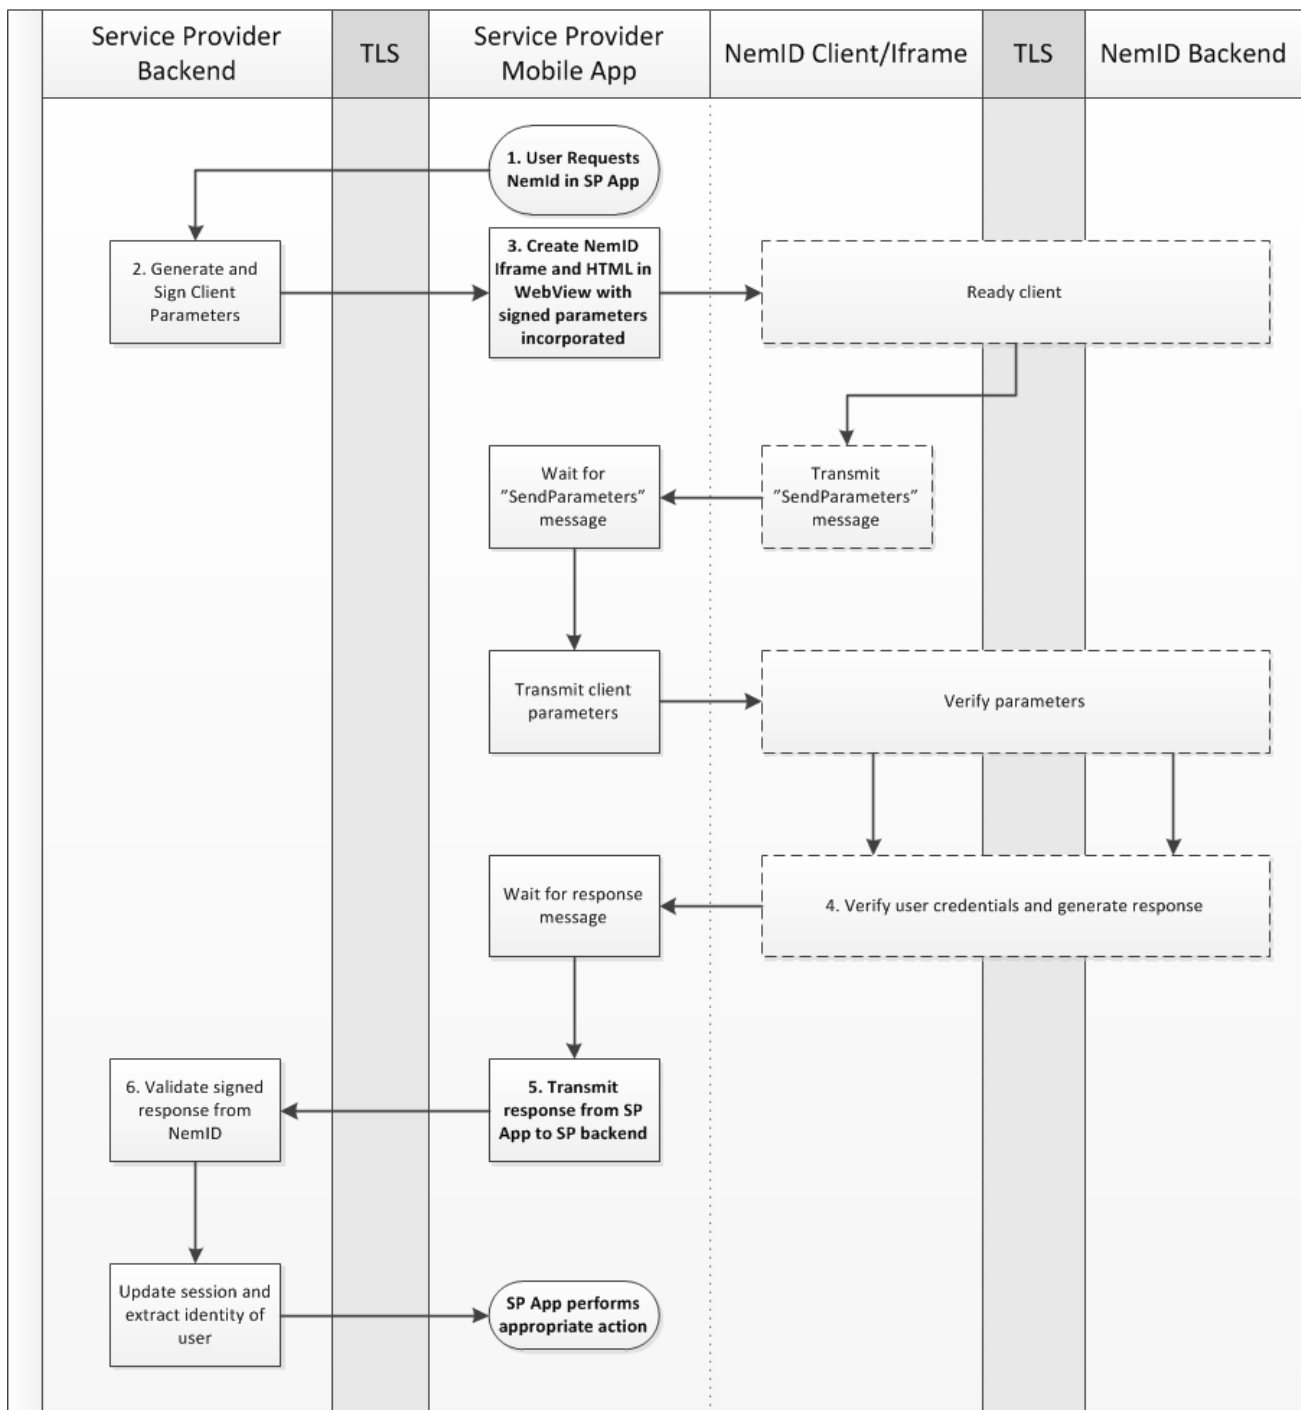 Service Provider
Backend
TLS
Service Provider
Mobile App
NemID Client/Iframe
TLS
NemID Backend
1. User Requests
NemId in SP App
2. Generate and
Sign Client
Parameters
3. Create NemID
Iframe and HTML in
WebView with
signed parameters
incorporated
Ready client
Wait for
”SendParameters”
message
Transmit
”SendParameters”
message
Transmit client
parameters
Verify parameters
Wait for response
message
4. Verify user credentials and generate response
6. Validate signed
response from
NemID
5. Transmit
response from SP
App to SP backend
Update session and
extract identity of
user
SP App performs
appropriate action